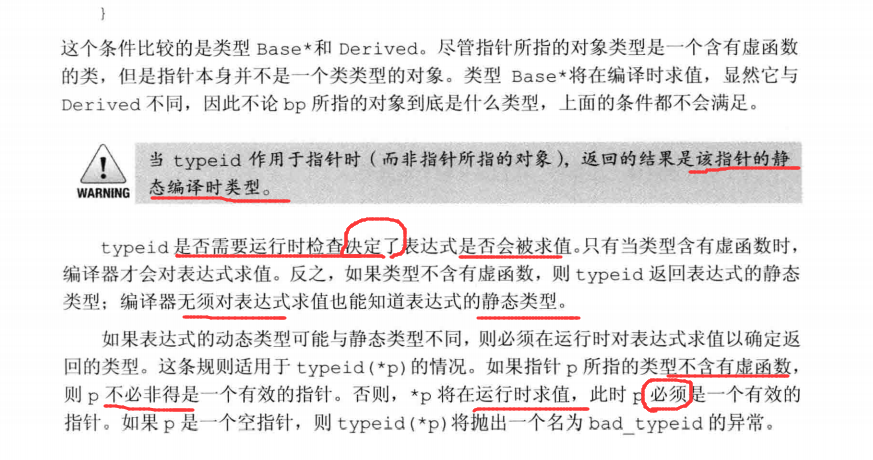 }
这个条件比较的是类型 Base*和 Derived。尽管指针所指的对象类型是一个含有虚函数
的类，但是指针本身并不是一个类类型的对象。类型 Base*将在编译时求值，显然它与
Derived 不同，因此不论 bp 所指的对象到底是什么类型，上面的条件都不会满足。
当 typeid 作用于指针时（而非指针所指的对象），返回的结果是该指针的静
态编译时类型。
WARNING
typeid 是否需要运行时检查决定了表达式是否会被求值。只有当类型含有虚函数时，
编译器才会对表达式求值。反之，如果类型不含有虚函数，则 typeid 返回表达式的静态
类型；编译器无须对表达式求值也能知道表达式的静态类型。
如果表达式的动态类型可能与静态类型不同，则必须在运行时对表达式求值以确定返
回的类型。这条规则适用于 typeid(*p)的情况。如果指针 p 所指的类型不含有虚函数，
则 p 不必非得是一个有效的指针。否则，*p 将在运行时求值，此时 p 必须是一个有效的
指针。如果 p 是一个空指针，则 typeid(*p)将抛出一个名为 bad_typeid 的异常。